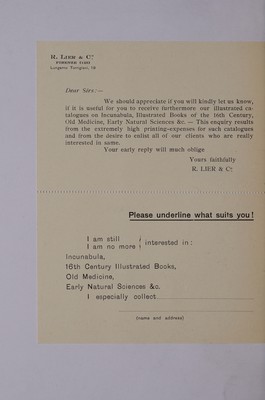 R. LIER & Cº
Dear Sirs:—
We should appreciate if you will kindly let us know,
if it is useful for you to receive furthermore our illustrated ca-
talogues on Incunabula, Illustrated Books of the 16th Century,
Old Medicine, Early Natural Sciences &c. — This enquiry results
from the extremely high printing-expenses for such catalogues
and from the desire to enlist all of our clients who are really
interested in same.
Your early reply will much oblige
Yours faithfully
R. LIER & Cº
Please underline what suits you!
I am still
I am no more
interested in:
Incunabula,
16th Century Illustrated Books,
Old Medicine,
Early Natural Sciences &c.
I especially collect
(name and address)